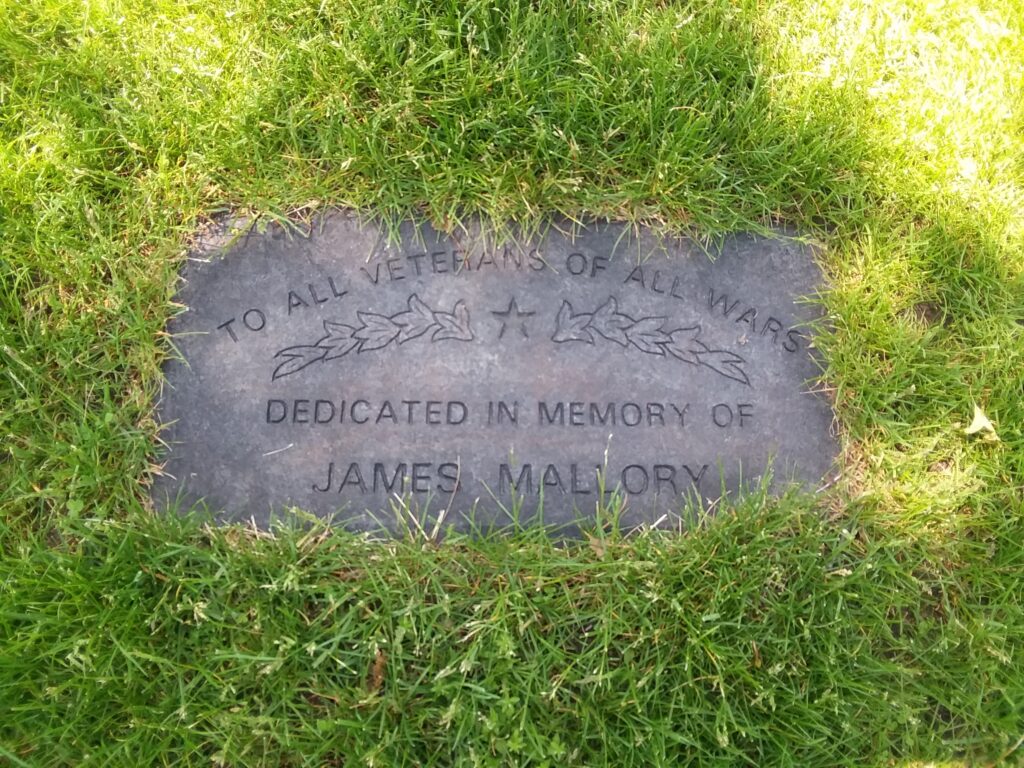 TO ALL VETERANS OF ALL WARS
DEDICATED IN MEMORY OF
JAMES MALLORY